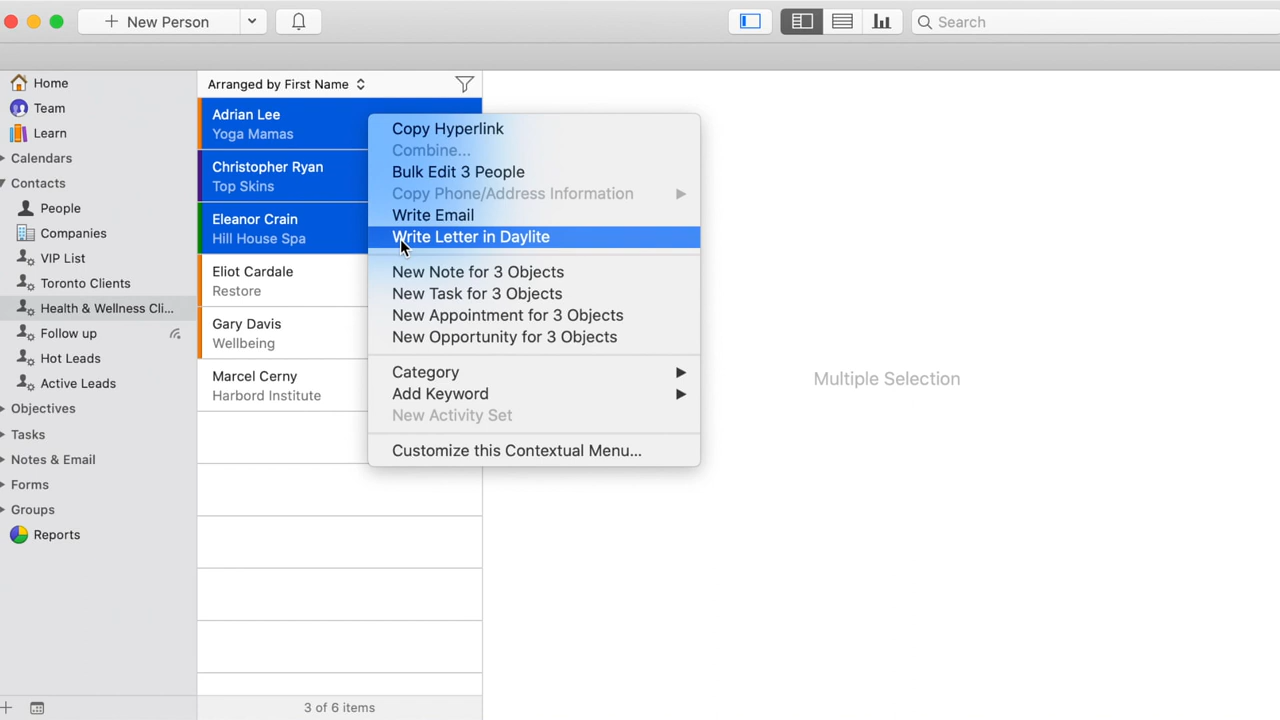 New Person
Search
Home
Team
Learn
Calendars
Contacts
People
Companies
VIP List
Toronto Clients
Health & Wellness Cli...
Follow up
Hot Leads
Active Leads
Objectives
Tasks
Notes & Email
Forms
Groups
Reports
Arranged by First Name
Adrian Lee
Yoga Mamas
Christopher Ryan
Top Skins
Eleanor Crain
Hill House Spa
Eliot Cardale
Restore
Gary Davis
Wellbeing
Marcel Cerny
Harbord Institute
3 of 6 items
Copy Hyperlink
Combine...
Bulk Edit 3 People
Copy Phone/Address Information
Write Email
Write Letter in Daylite
New Note for 3 Objects
New Task for 3 Objects
New Appointment for 3 Objects
New Opportunity for 3 Objects
Category
Add Keyword
New Activity Set
Customize this Contextual Menu...
Multiple Selection